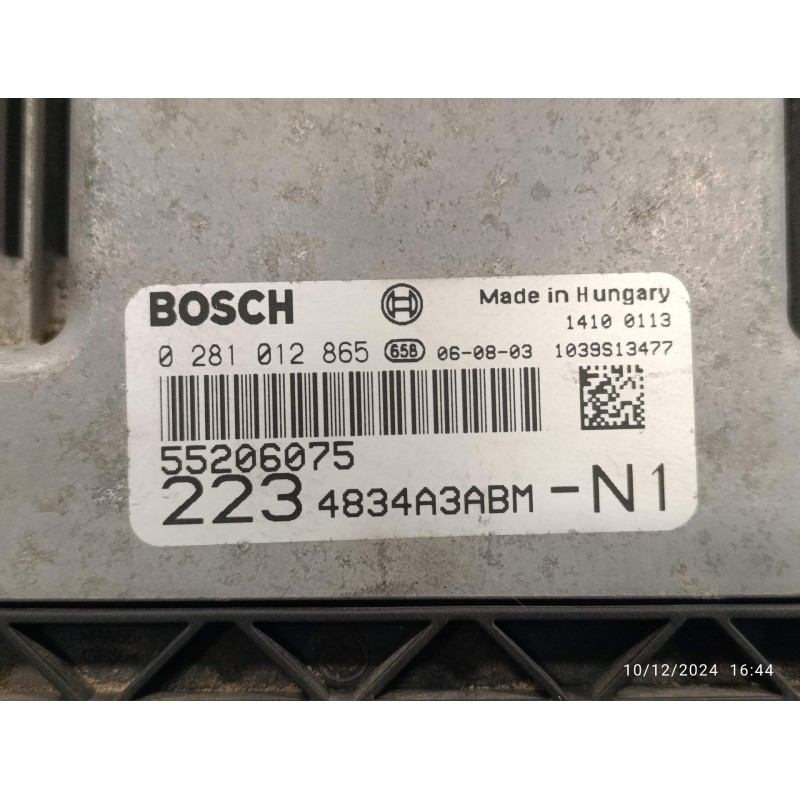 BOSCH Made in Hungary
1410 0113
0 281 012 865 65B 06-08-03 1039S13477
55206075
223 4834A3ABM -N1
10/12/2024 16:44